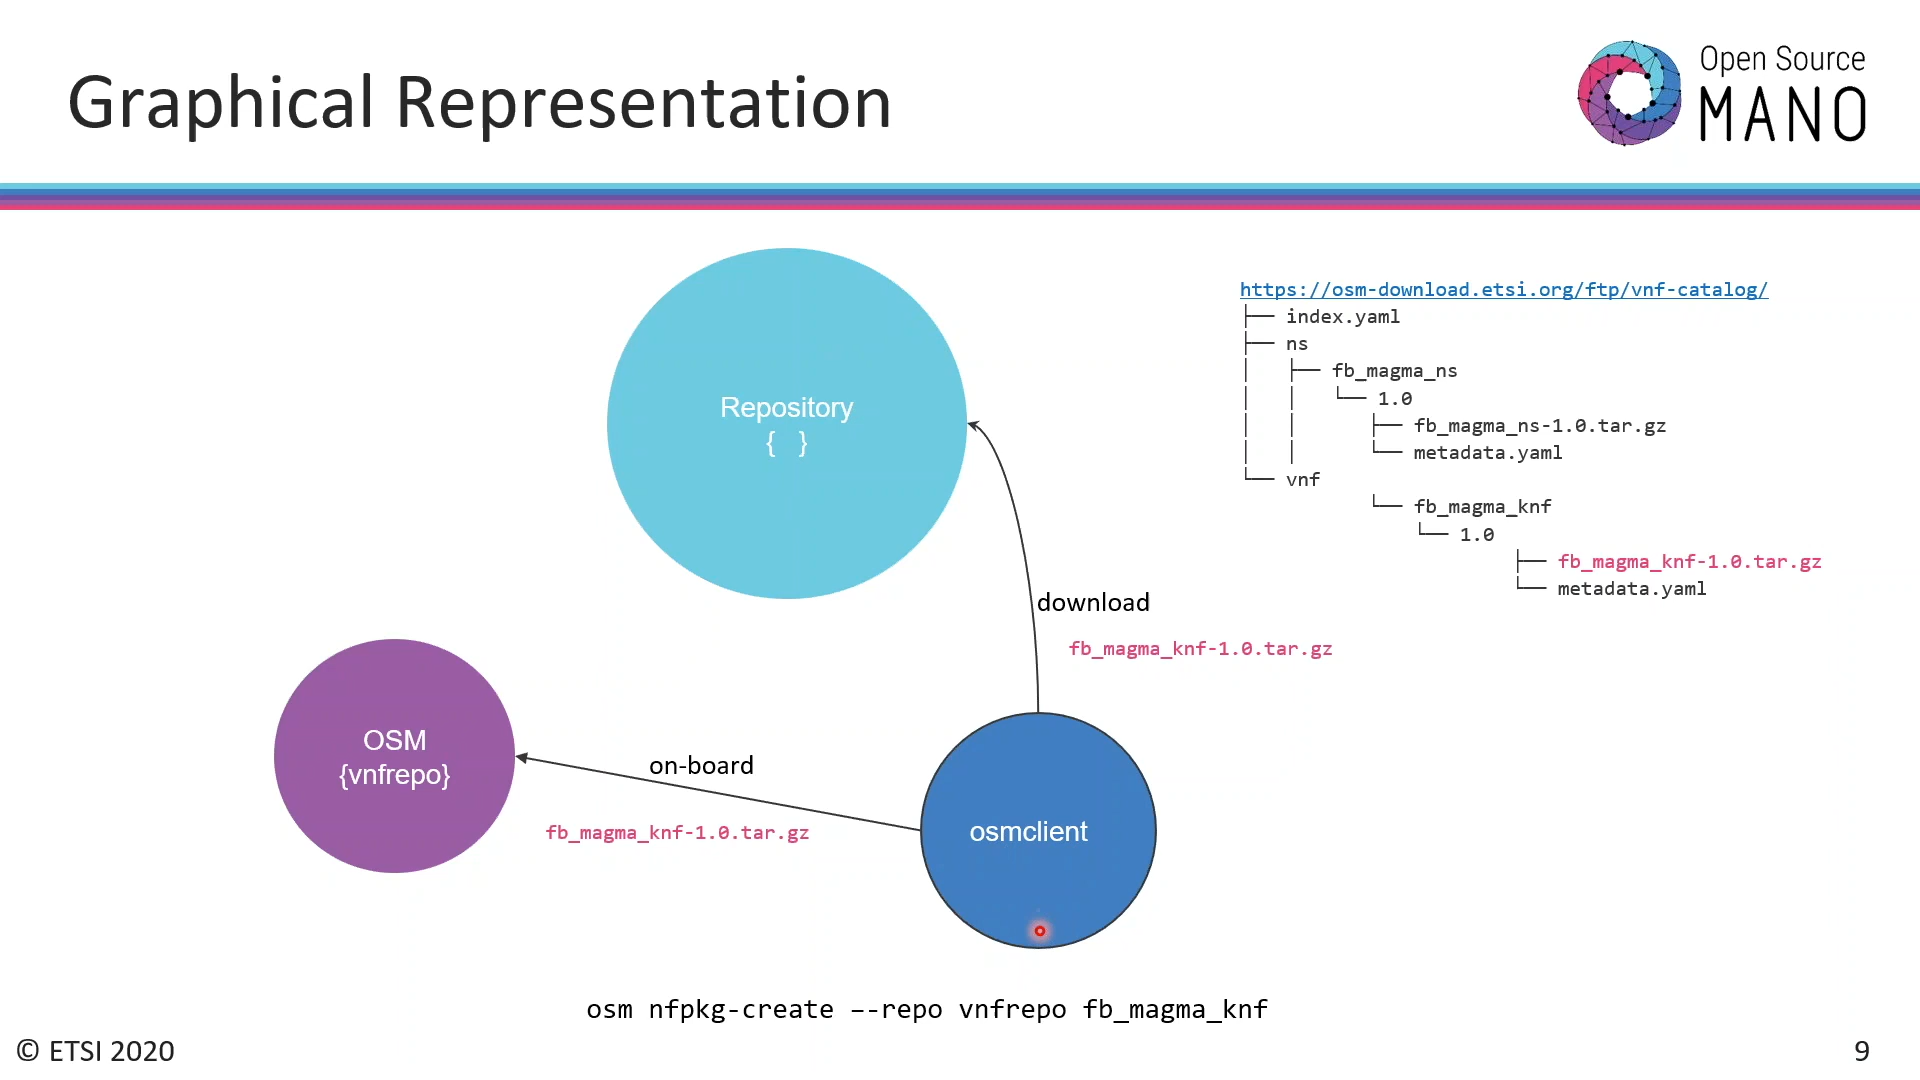 Graphical Representation
Open Source
MANO
Repository
{ }
https://osm-download.etsi.org/ftp/vnf-catalog/
├── index.yaml
├── ns
│ ├── fb_magma_ns
│ │ └── 1.0
│ │ ├── fb_magma_ns-1.0.tar.gz
│ │ └── metadata.yaml
└── vnf
└── fb_magma_knf
└── 1.0
├── fb_magma_knf-1.0.tar.gz
└── metadata.yaml
download
fb_magma_knf-1.0.tar.gz
OSM
{vnfrepo}
on-board
fb_magma_knf-1.0.tar.gz
osmclient
osm nfpkg-create –-repo vnfrepo fb_magma_knf
© ETSI 2020
9